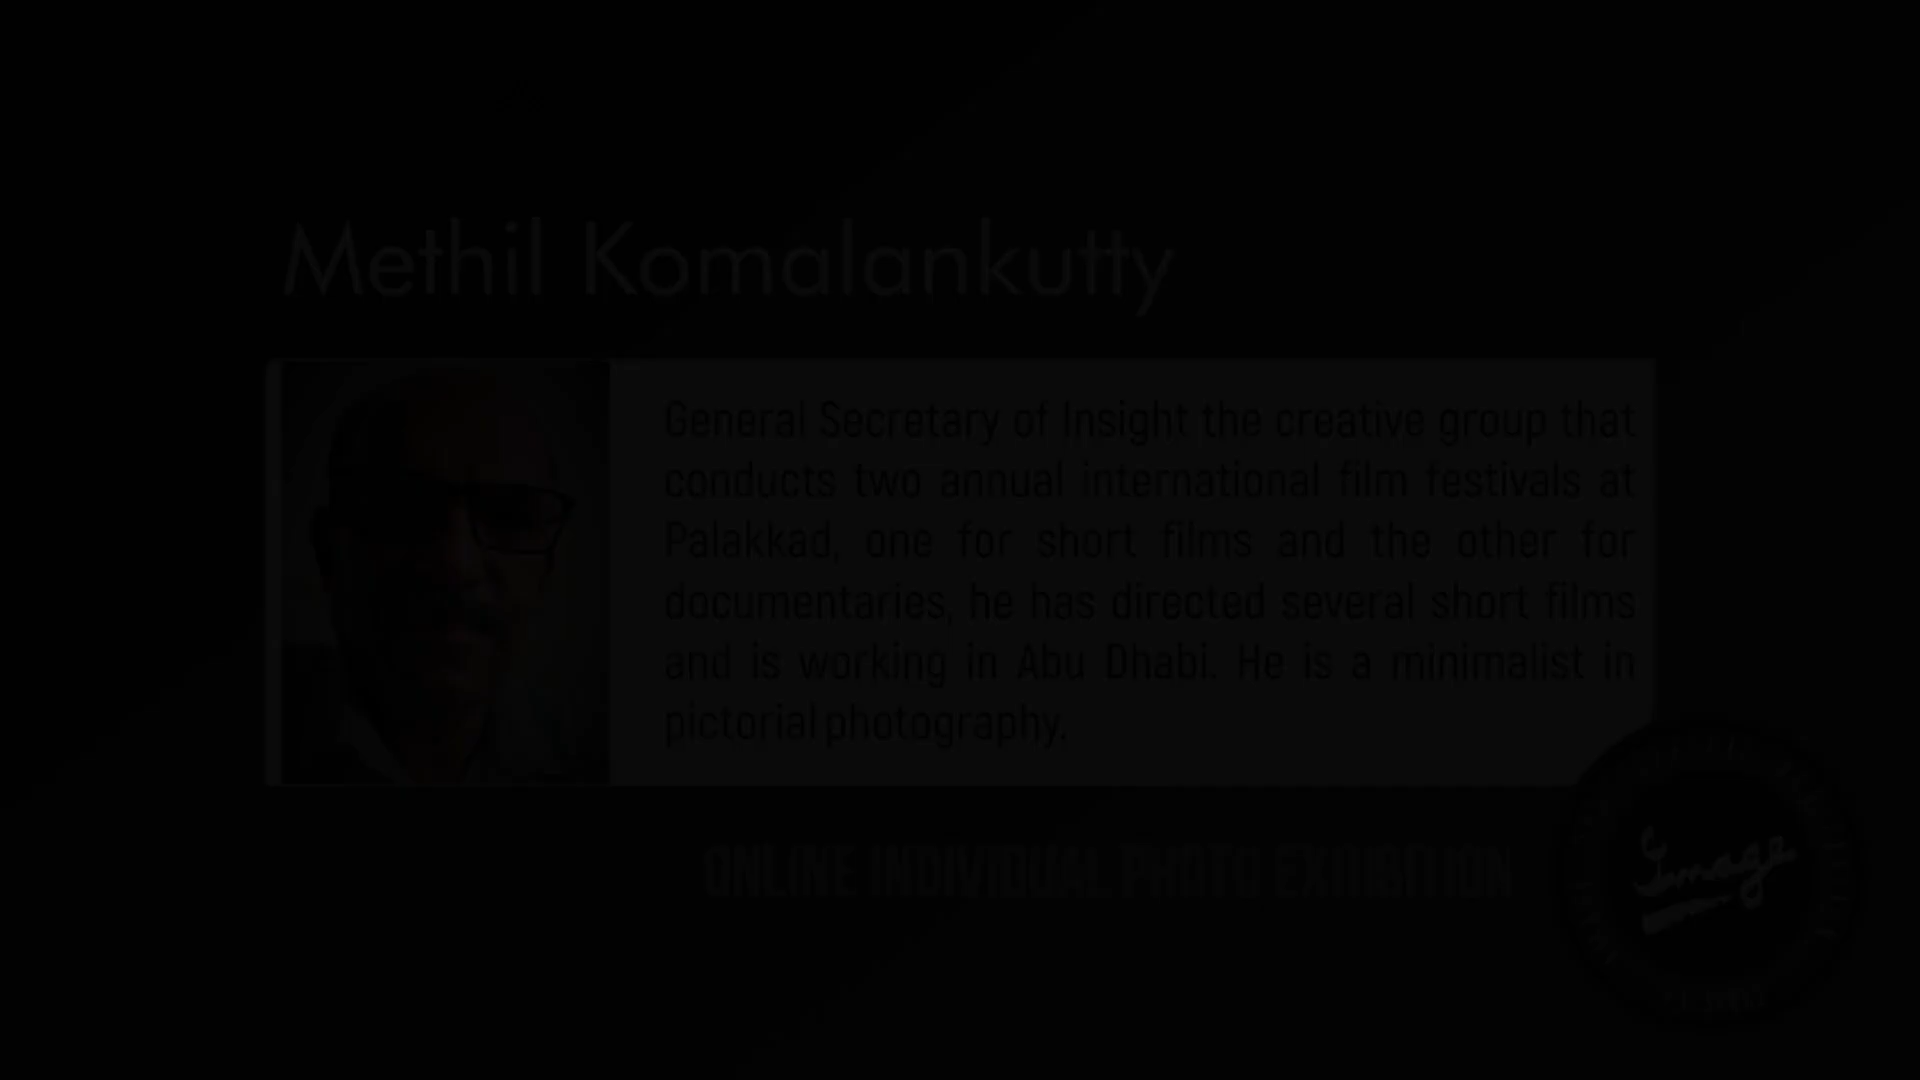 Methil Komalankutty
General Secretary of Insight the creative group that
conducts two annual international film festivals at
Palakkad, one for short films and the other for
documentaries, he has directed several short films
and is working in Abu Dhabi. He is a minimalist in
pictorial photography.
ONLINE INDIVIDUAL PHOTO EXHIBITION
Image